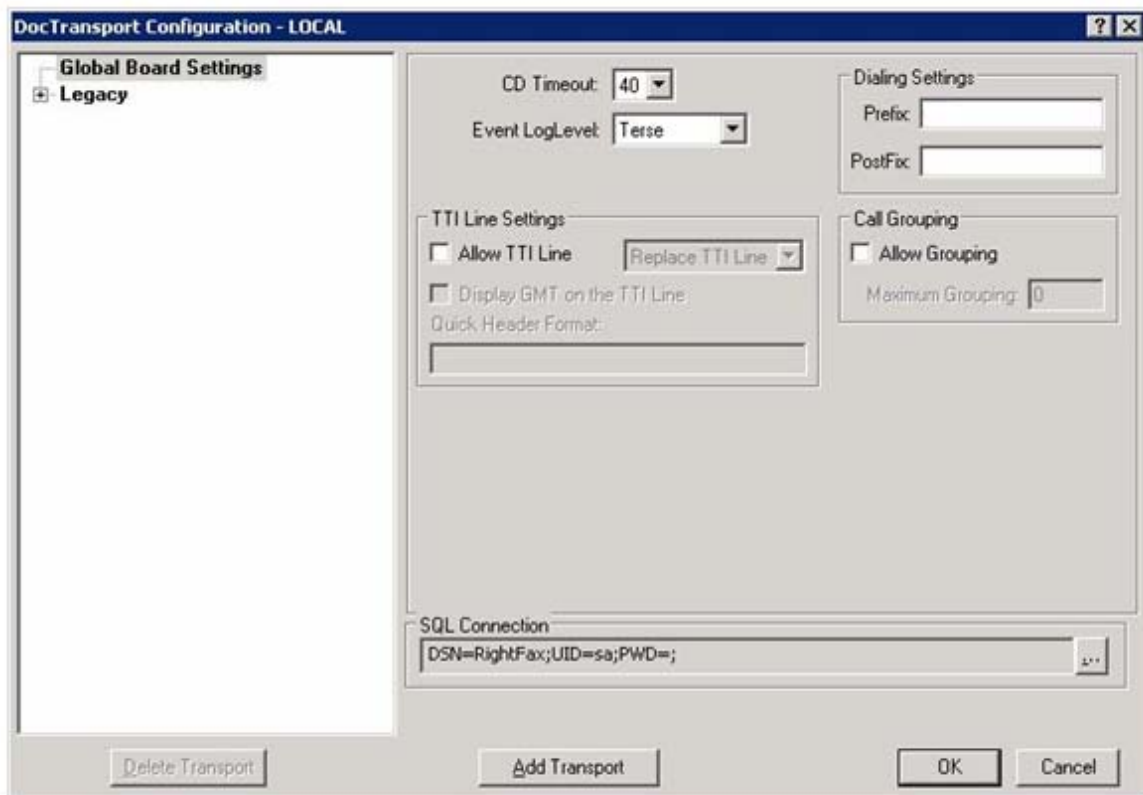 DocTransport Configuration - LOCAL
Global Board Settings
Legacy
CD Timeout: 40
Event LogLevel: Terse
Dialing Settings
Prefix:
PostFix:
TTI Line Settings
Allow TTI Line
Replace TTI Line
Display GMT on the TTI Line
Quick Header Format:
Call Grouping
Allow Grouping
Maximum Grouping: 0
SQL Connection
DSN=RightFax;UID=sa;PWD=;
...
Delete Transport
Add Transport
OK
Cancel